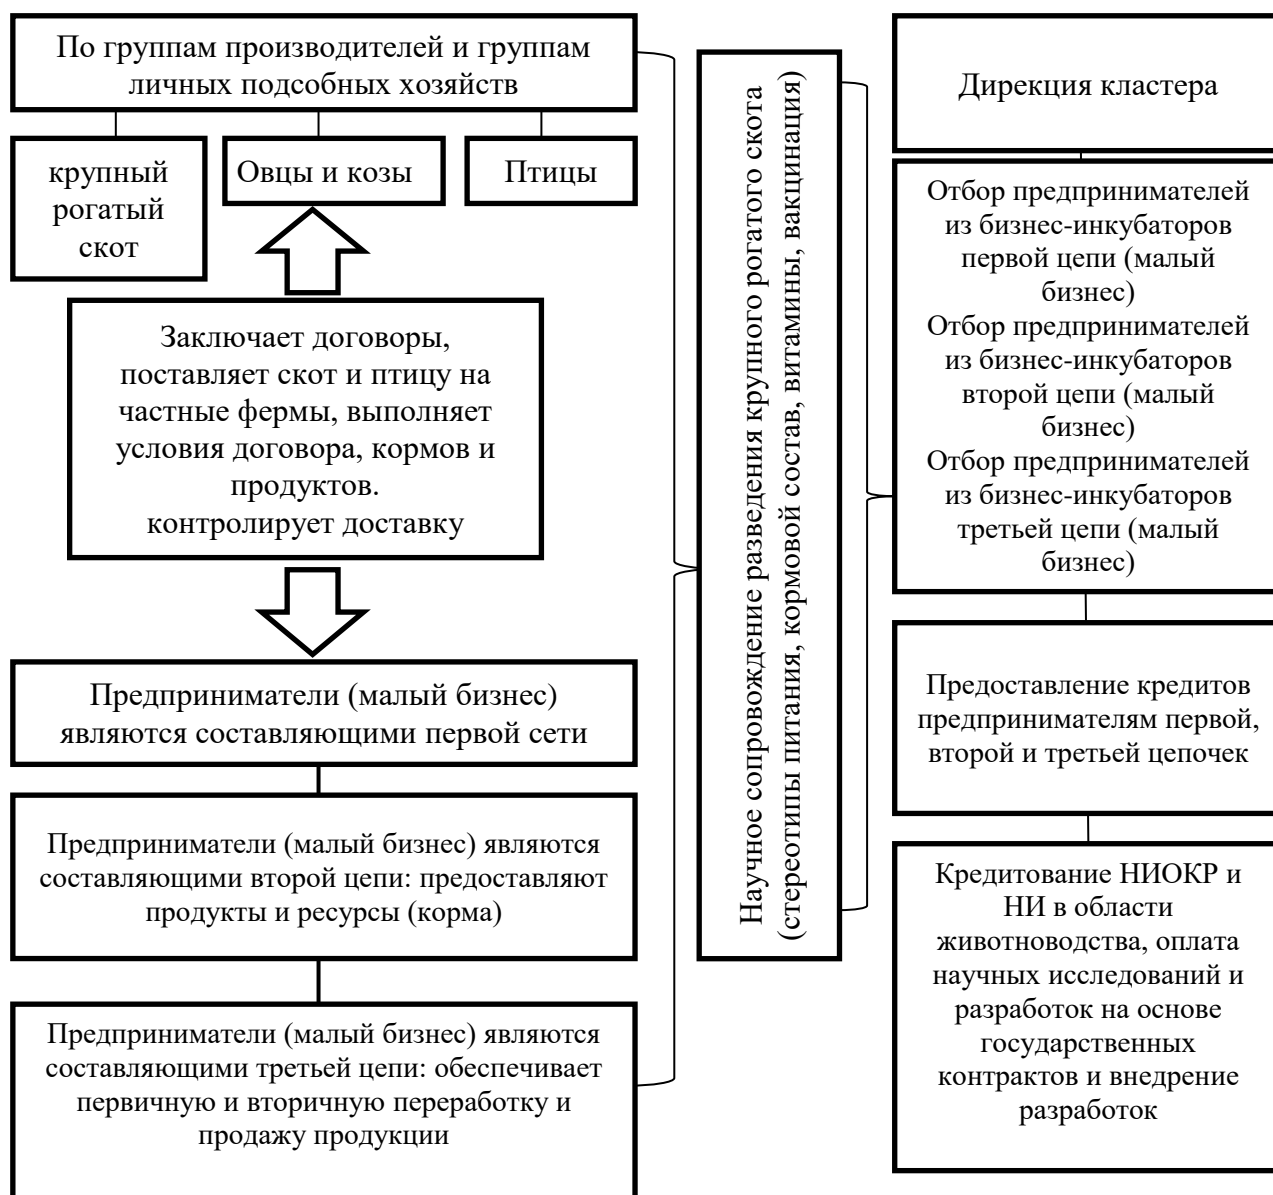 По группам производителей и группам
личных подсобных хозяйств
крупный
рогатый
скот
Овцы и козы
Птицы
Заключает договоры,
поставляет скот и птицу на
частные фермы, выполняет
условия договора, кормов и
продуктов.
контролирует доставку
Предприниматели (малый бизнес)
являются составляющими первой сети
Предприниматели (малый бизнес) являются
составляющими второй цепи: предоставляют
продукты и ресурсы (корма)
Предприниматели (малый бизнес) являются
составляющими третьей цепи: обеспечивает
первичную и вторичную переработку и
продажу продукции
Научное сопровождение разведения крупного рогатого скота
(стереотипы питания, кормовой состав, витамины, вакцинация)
Дирекция кластера
Отбор предпринимателей
из бизнес-инкубаторов
первой цепи (малый
бизнес)
Отбор предпринимателей
из бизнес-инкубаторов
второй цепи (малый
бизнес)
Отбор предпринимателей
из бизнес-инкубаторов
третьей цепи (малый
бизнес)
Предоставление кредитов
предпринимателям первой,
второй и третьей цепочек
Кредитование НИОКР и
НИ в области
животноводства, оплата
научных исследований и
разработок на основе
государственных
контрактов и внедрение
разработок